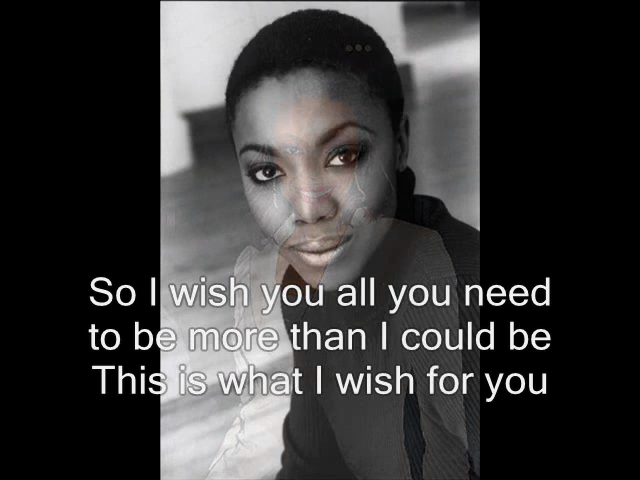 So I wish you all you need
to be more than I could be
This is what I wish for you